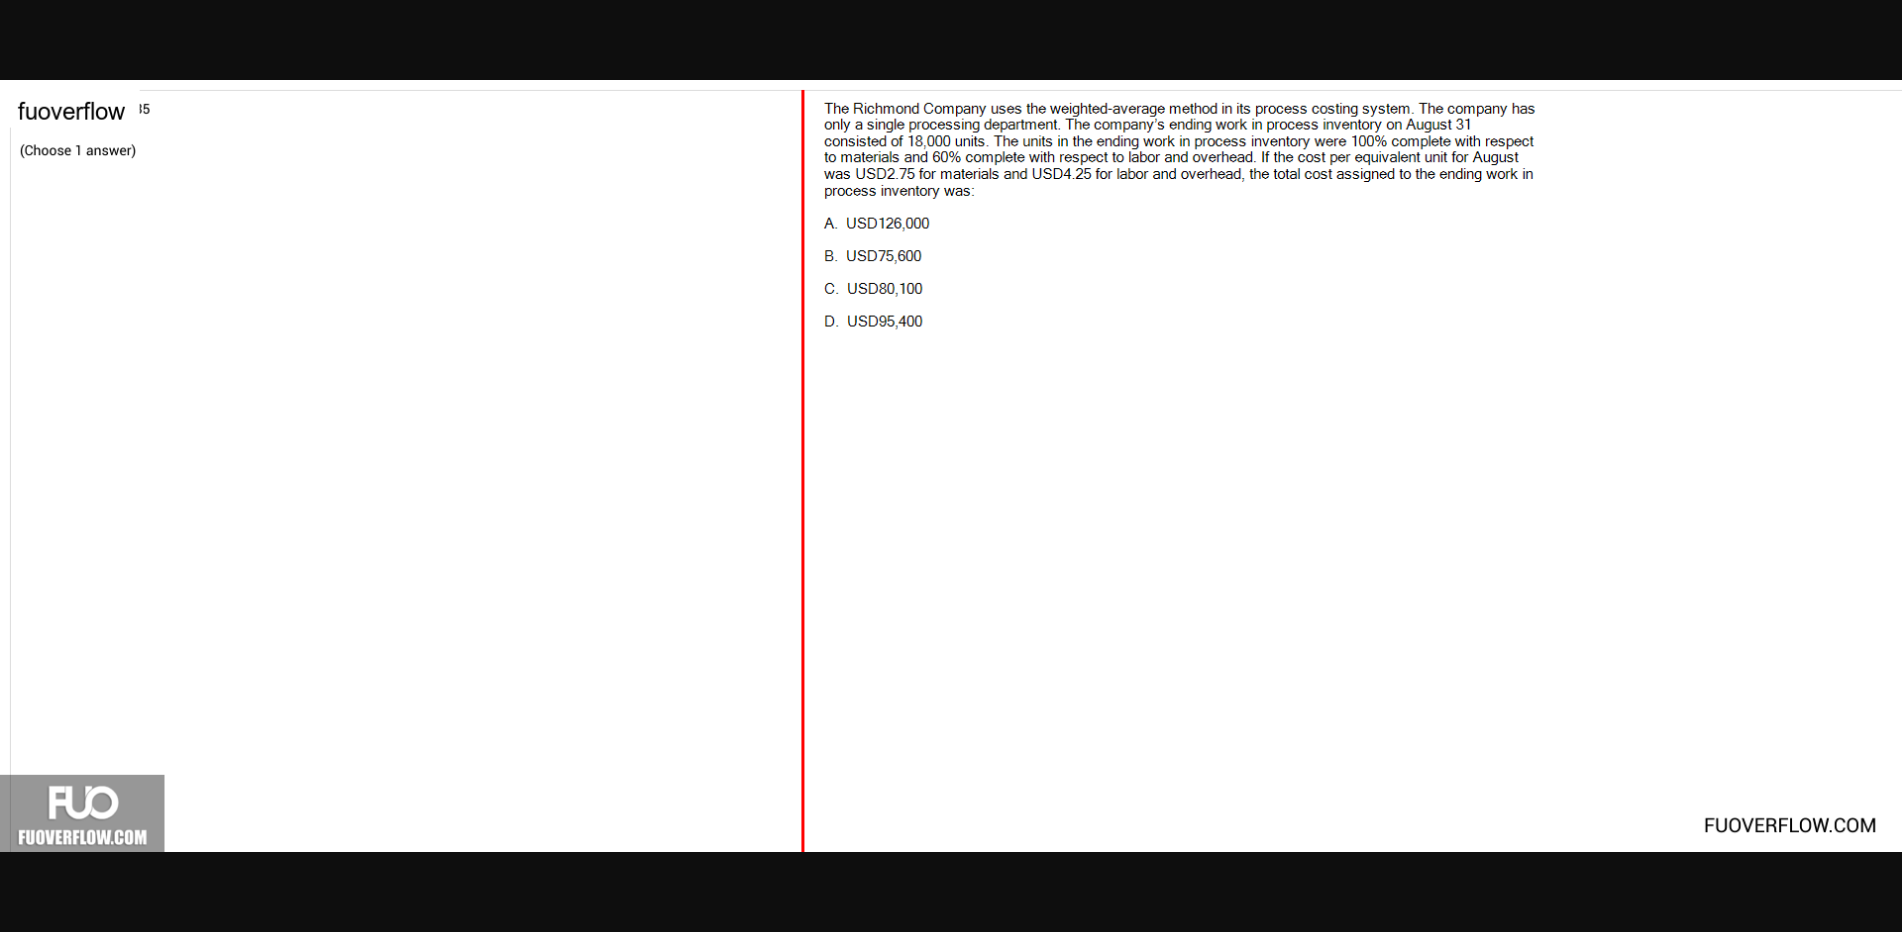 fuoverflow 35
(Choose 1 answer)
The Richmond Company uses the weighted-average method in its process costing system. The company has
only a single processing department. The company's ending work in process inventory on August 31
consisted of 18,000 units. The units in the ending work in process inventory were 100% complete with respect
to materials and 60% complete with respect to labor and overhead. If the cost per equivalent unit for August
was USD2.75 for materials and USD4.25 for labor and overhead, the total cost assigned to the ending work in
process inventory was:
A. USD126,000
B. USD75,600
C. USD80,100
D. USD95,400
FUO
FUOVERFLOW.COM
FUOVERFLOW.COM